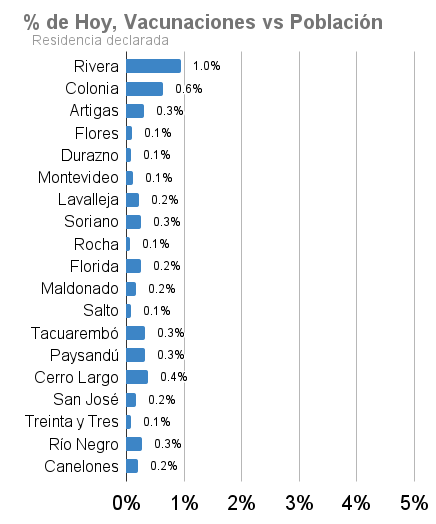 % de Hoy, Vacunaciones vs Población
Residencia declarada
Rivera 1.0%
Colonia 0.6%
Artigas 0.3%
Flores 0.1%
Durazno 0.1%
Montevideo 0.1%
Lavalleja 0.2%
Soriano 0.3%
Rocha 0.1%
Florida 0.2%
Maldonado 0.2%
Salto 0.1%
Tacuarembó 0.3%
Paysandú 0.3%
Cerro Largo 0.4%
San José 0.2%
Treinta y Tres 0.1%
Río Negro 0.3%
Canelones 0.2%
0% 1% 2% 3% 4% 5%